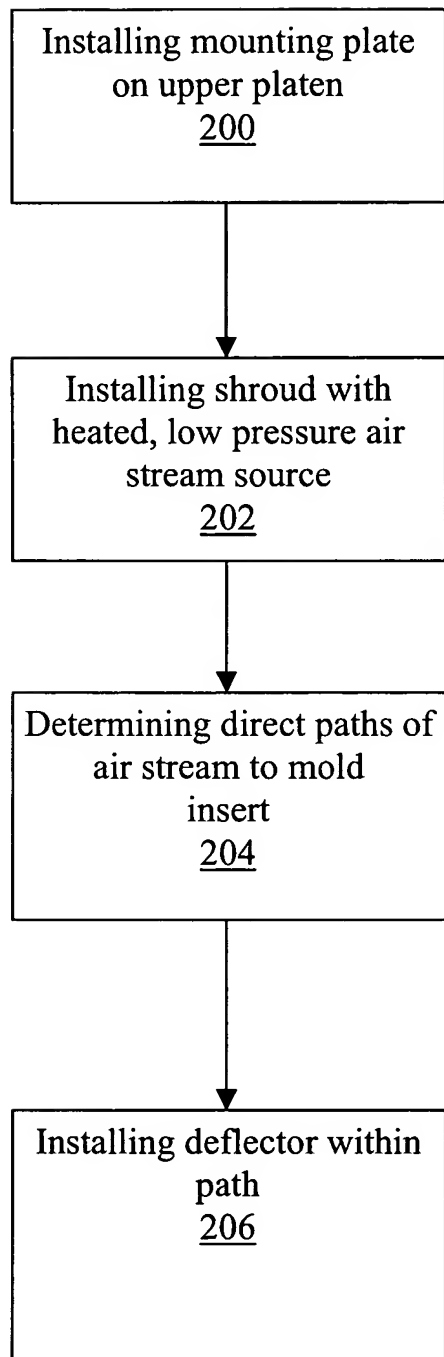 Installing mounting plate
on upper platen
200
Installing shroud with
heated, low pressure air
stream source
202
Determining direct paths of
air stream to mold
insert
204
Installing deflector within
path
206